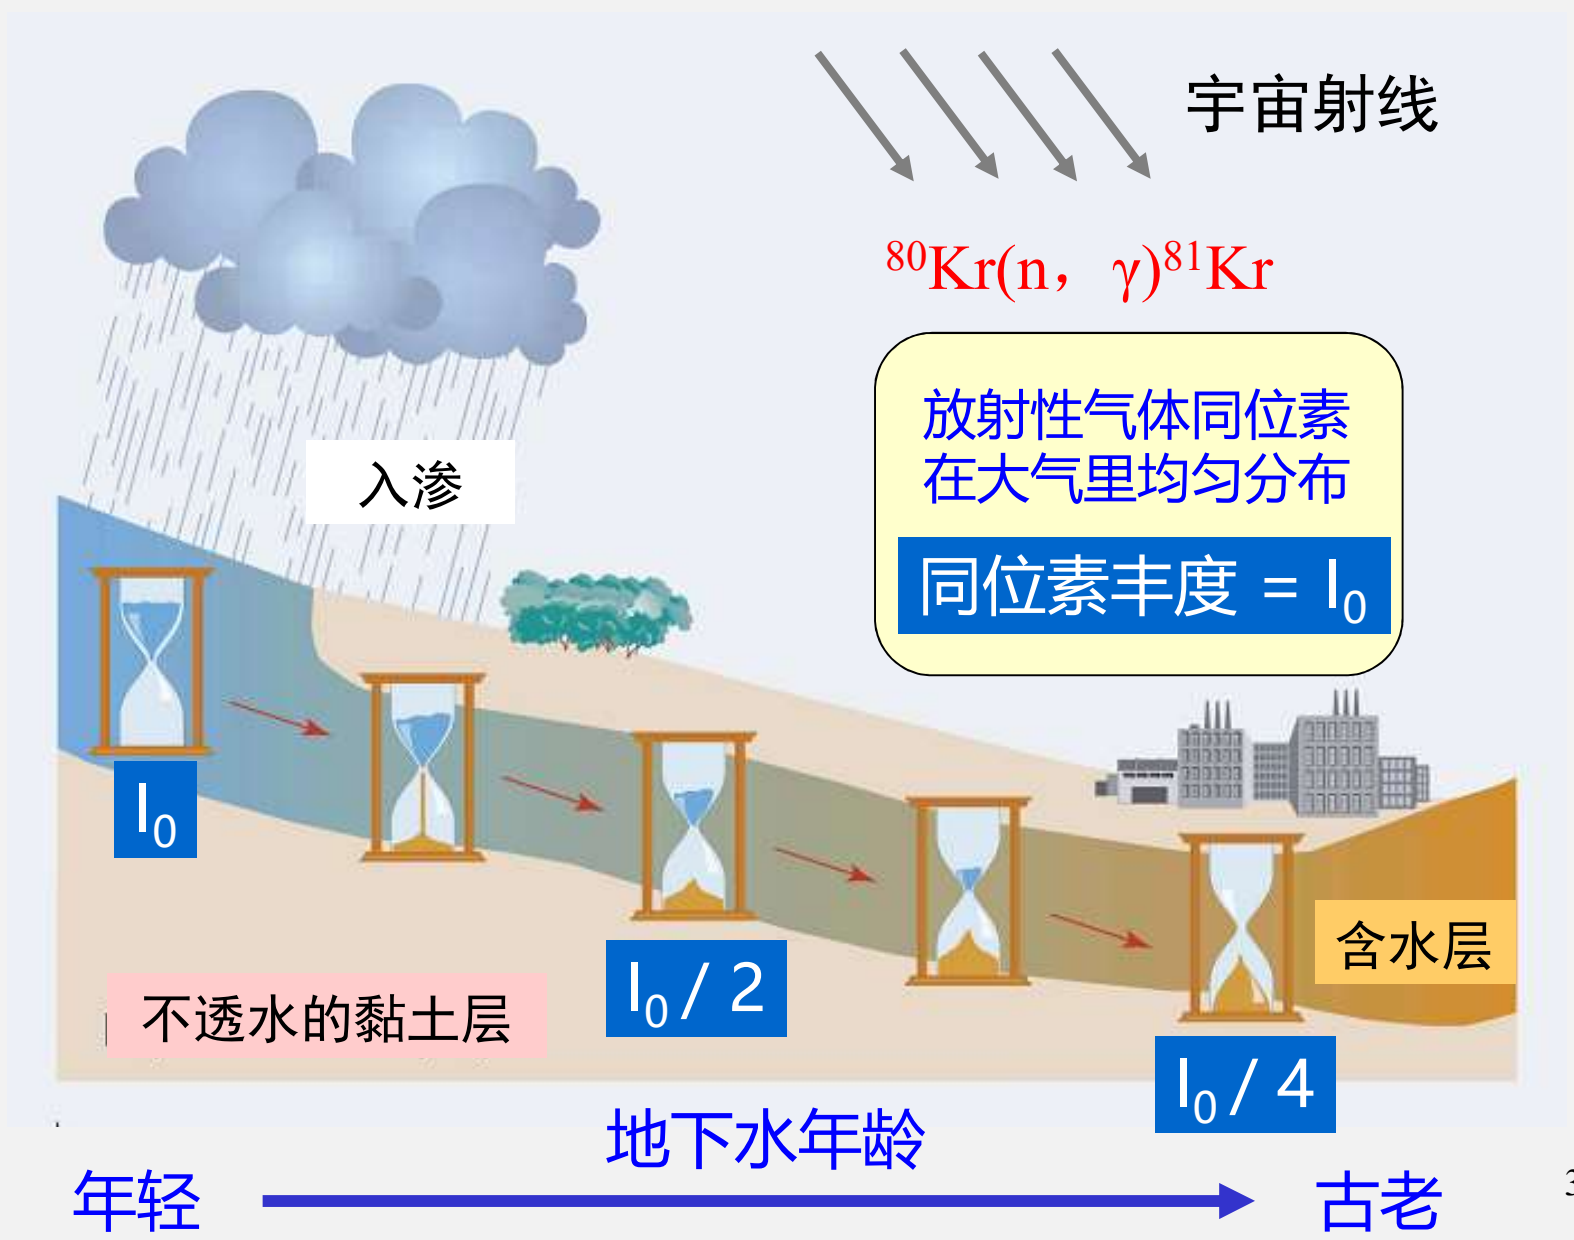 宇宙射线
⁸⁰Kr(n，γ)⁸¹Kr
放射性气体同位素
在大气里均匀分布
同位素丰度 = I₀
入渗
I₀
I₀ / 2
含水层
不透水的黏土层
I₀ / 4
地下水年龄
年轻
古老
3